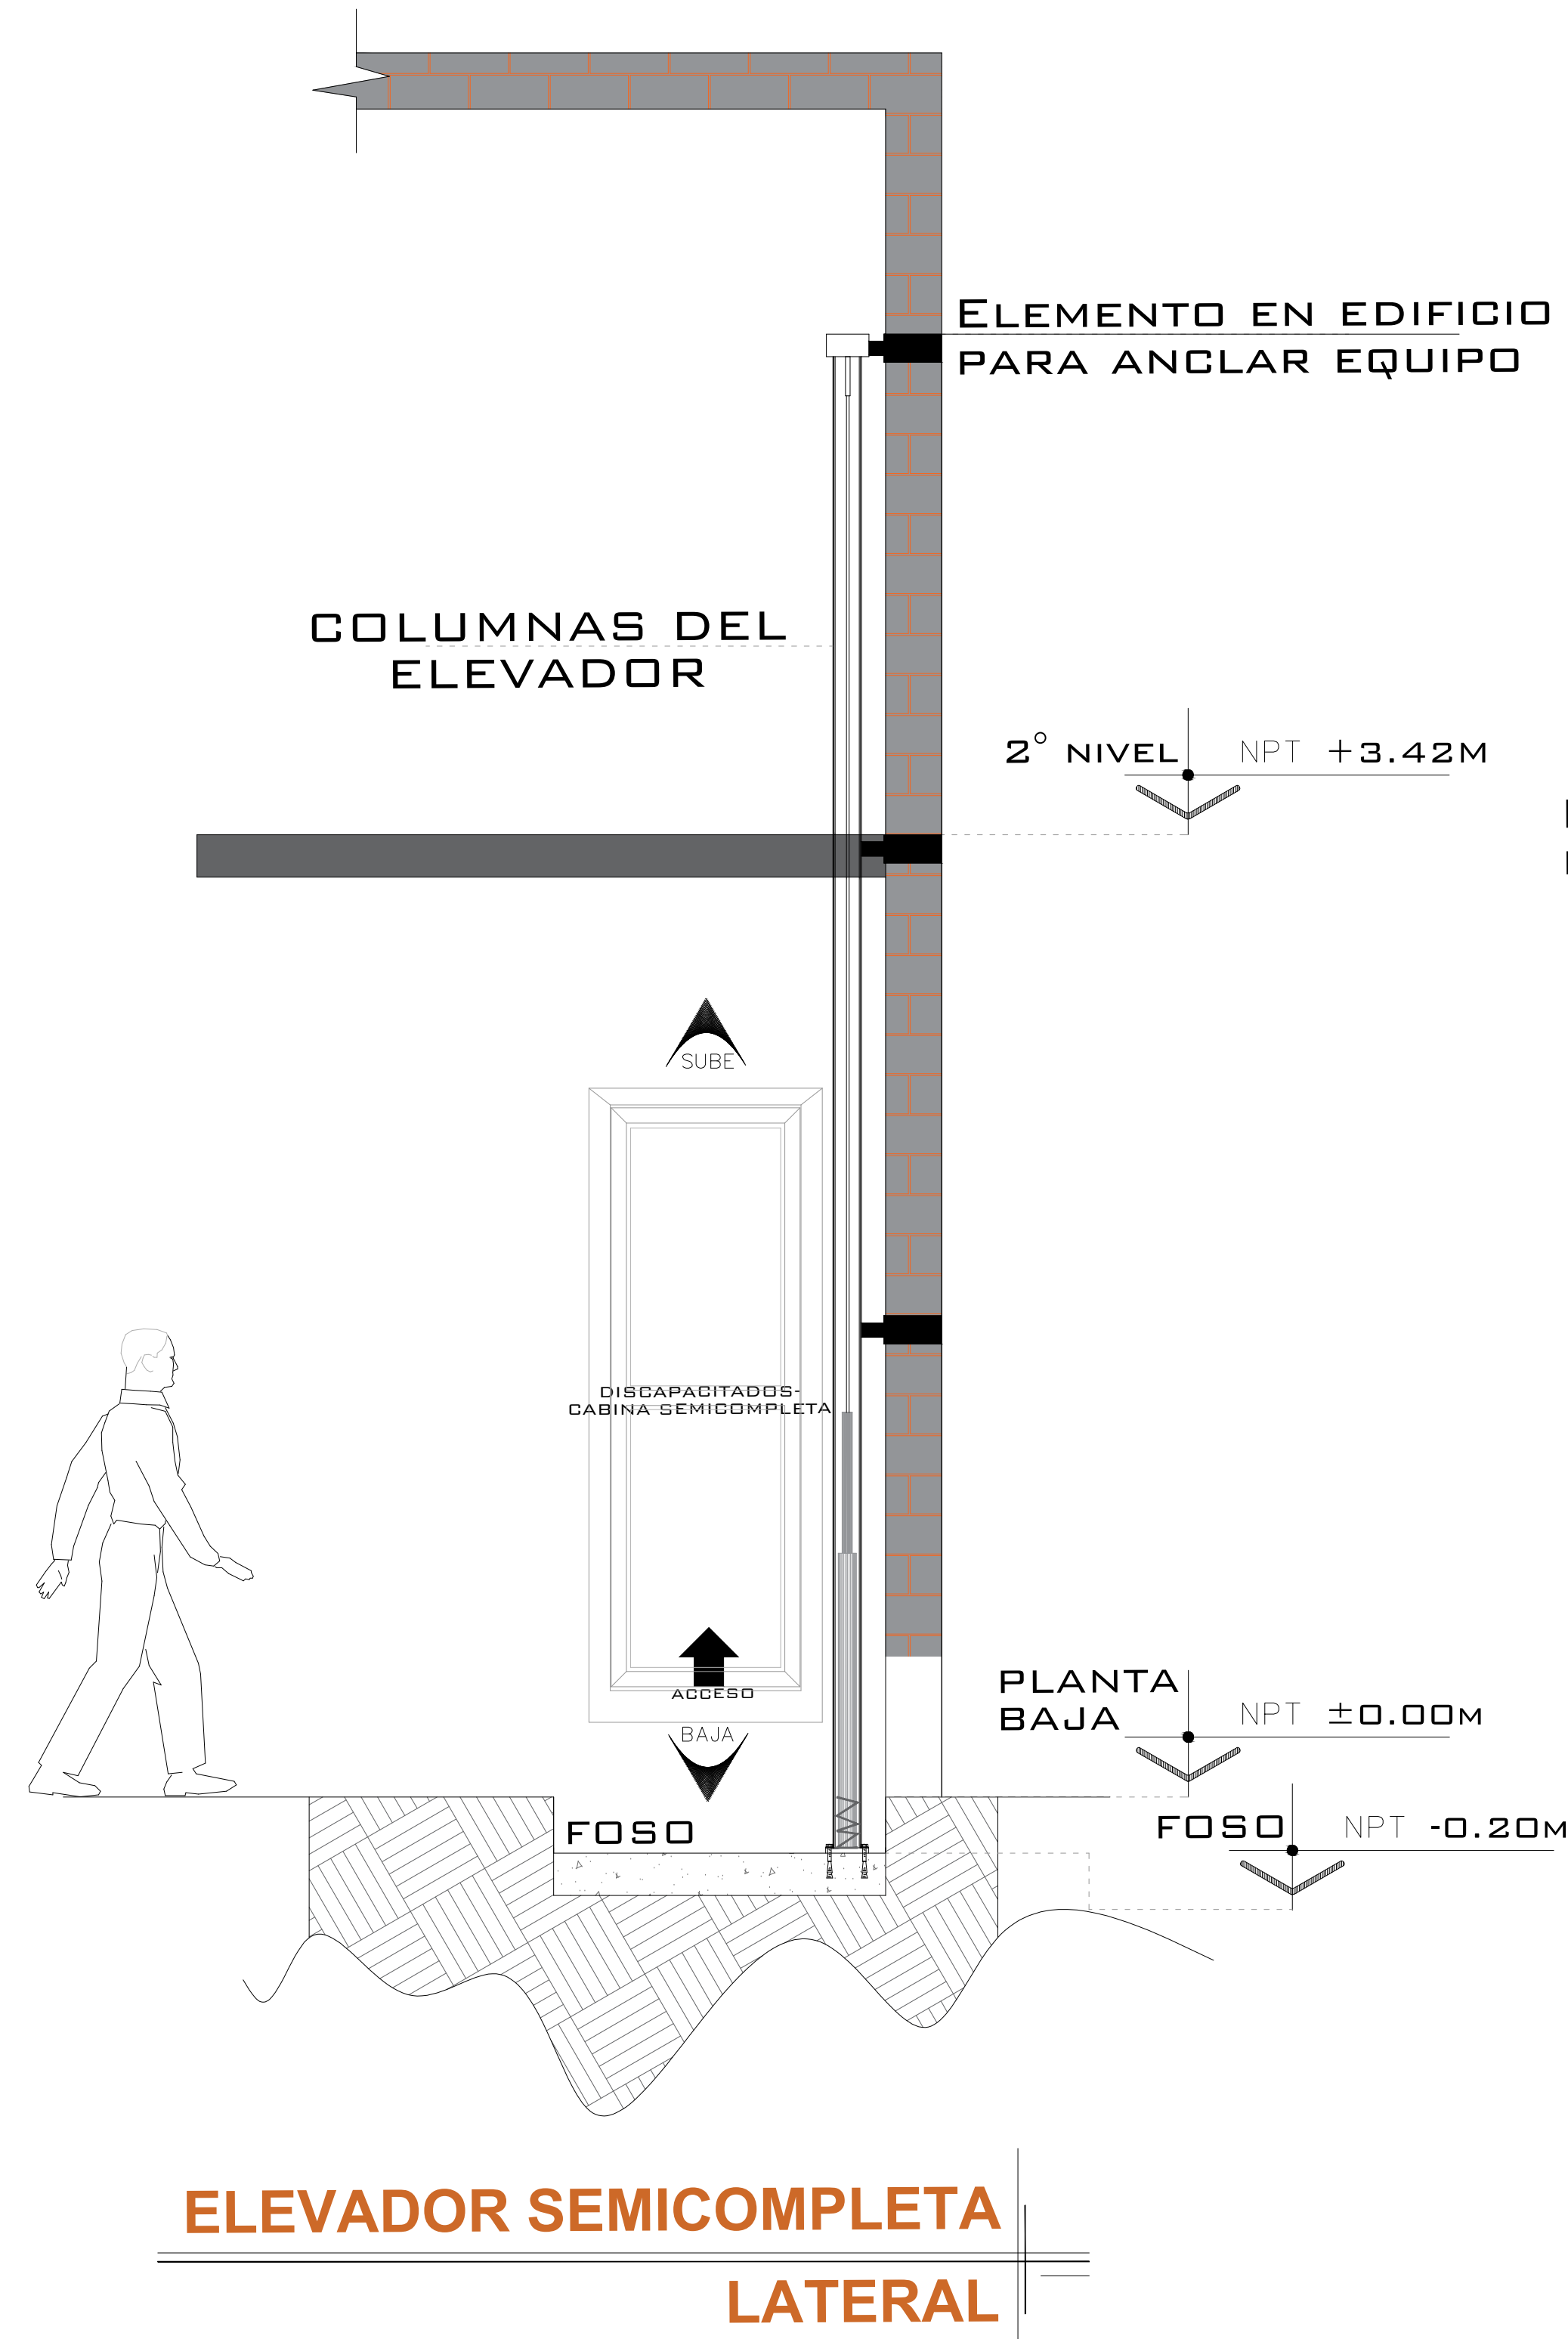 ELEMENTO EN EDIFICIO
PARA ANCLAR EQUIPO
COLUMNAS DEL
ELEVADOR
2° NIVEL NPT +3.42M
SUBE
DISCAPACITADOS-
CABINA SEMICOMPLETA
ACCESO
BAJA
PLANTA
BAJA NPT ±0.00M
FOSO
FOSO NPT -0.20M
ELEVADOR SEMICOMPLETA
LATERAL